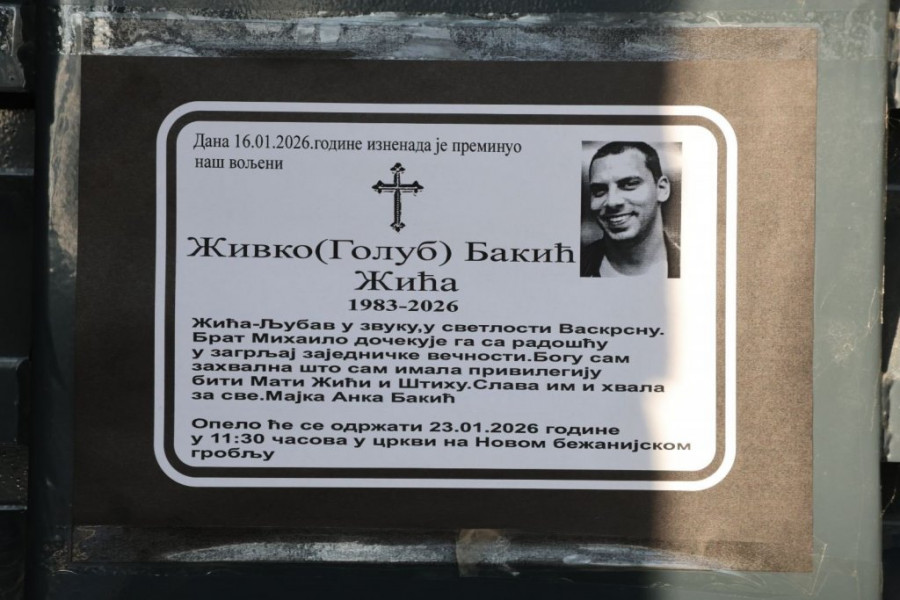 Дана 16.01.2026.године изненада је преминуо
наш вољени
Живко(Голуб) Бакић
Жића
1983-2026
Жића-Љубав у звуку,у светлости Васкрсну.
Брат Михаило дочекује га са радошћу
у загрљај заједничке вечности.Богу сам
захвална што сам имала привилегију
бити Мати Жићи и Штиху.Слава им и хвала
за све.Мајка Анка Бакић
Опело ће се одржати 23.01.2026 године
у 11:30 часова у цркви на Новом бежанијском
гробљу